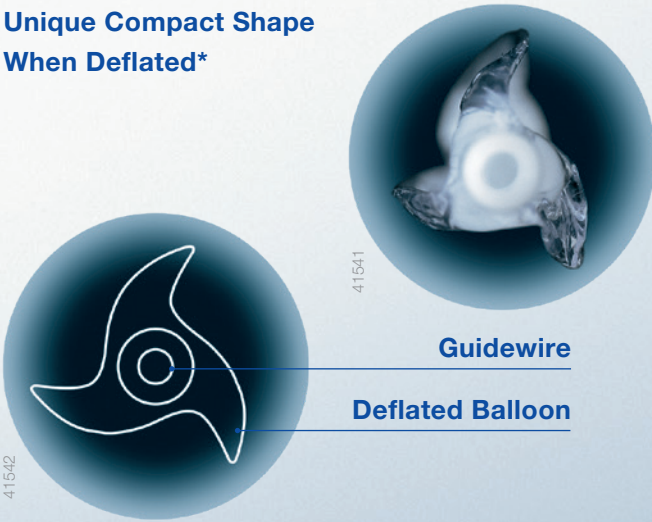 Unique Compact Shape
When Deflated*
41541
Guidewire
Deflated Balloon
41542